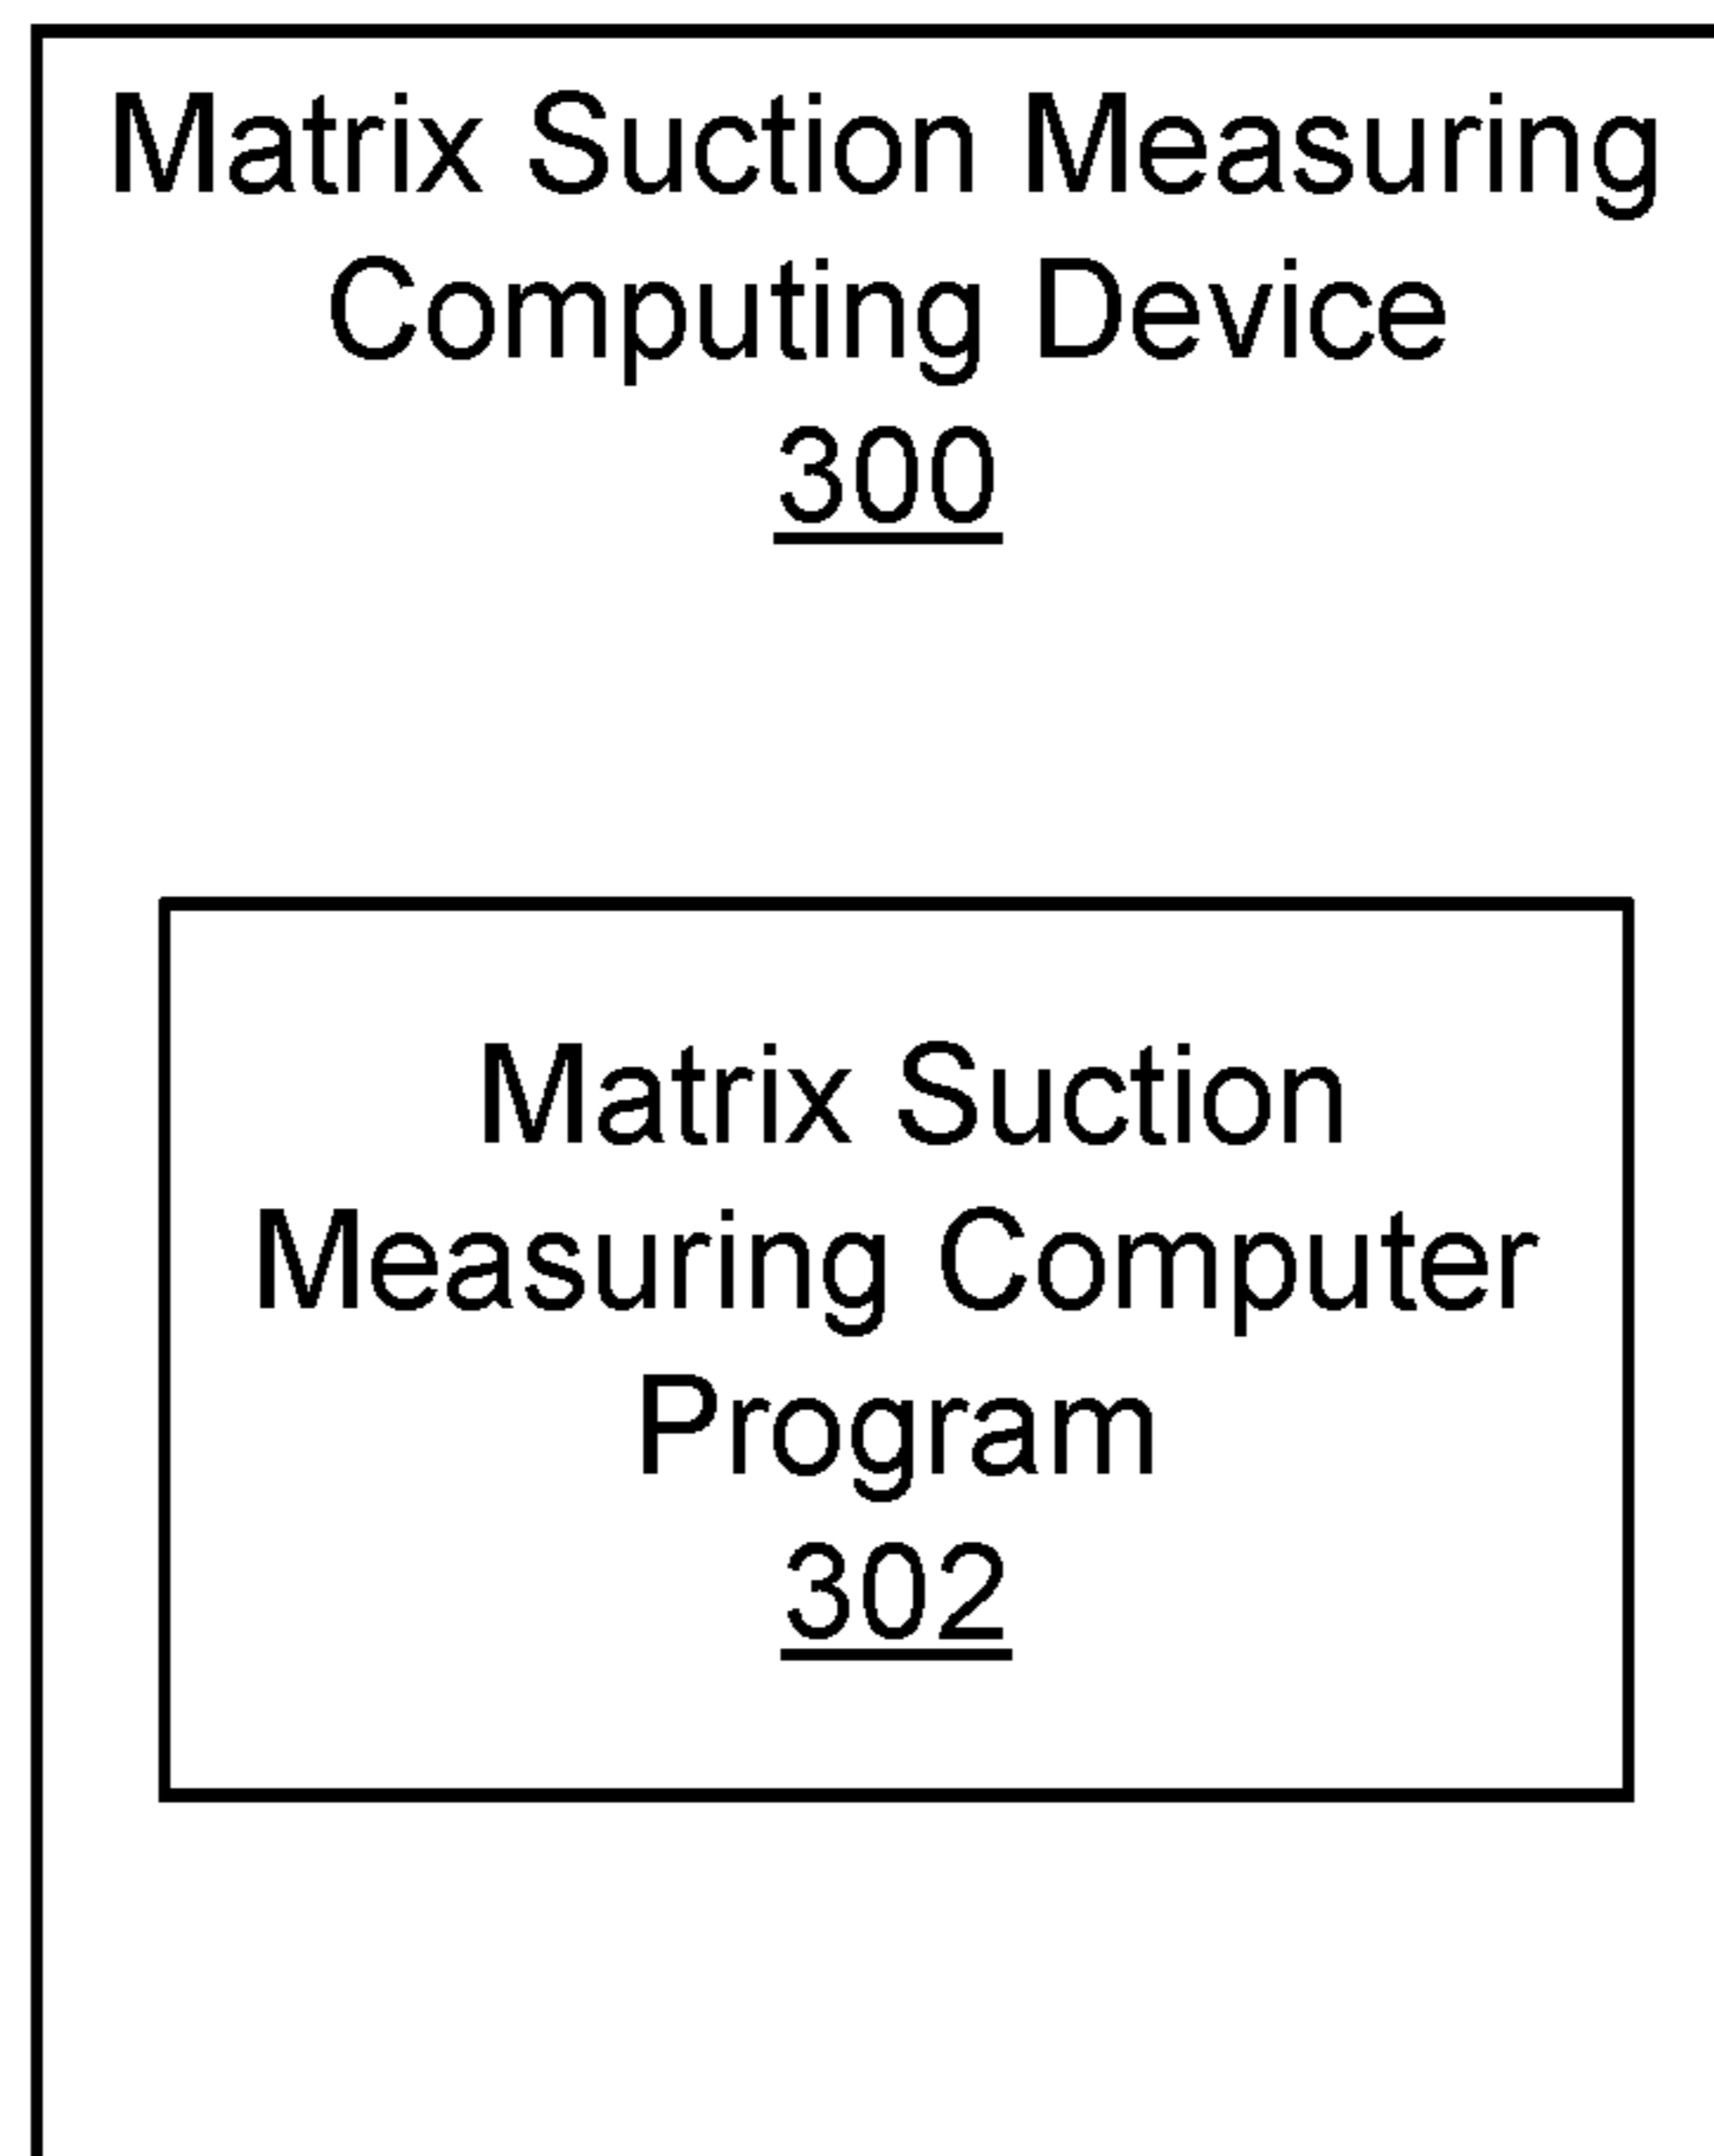 Matrix Suction Measuring
Computing Device
300
Matrix Suction
Measuring Computer
Program
302